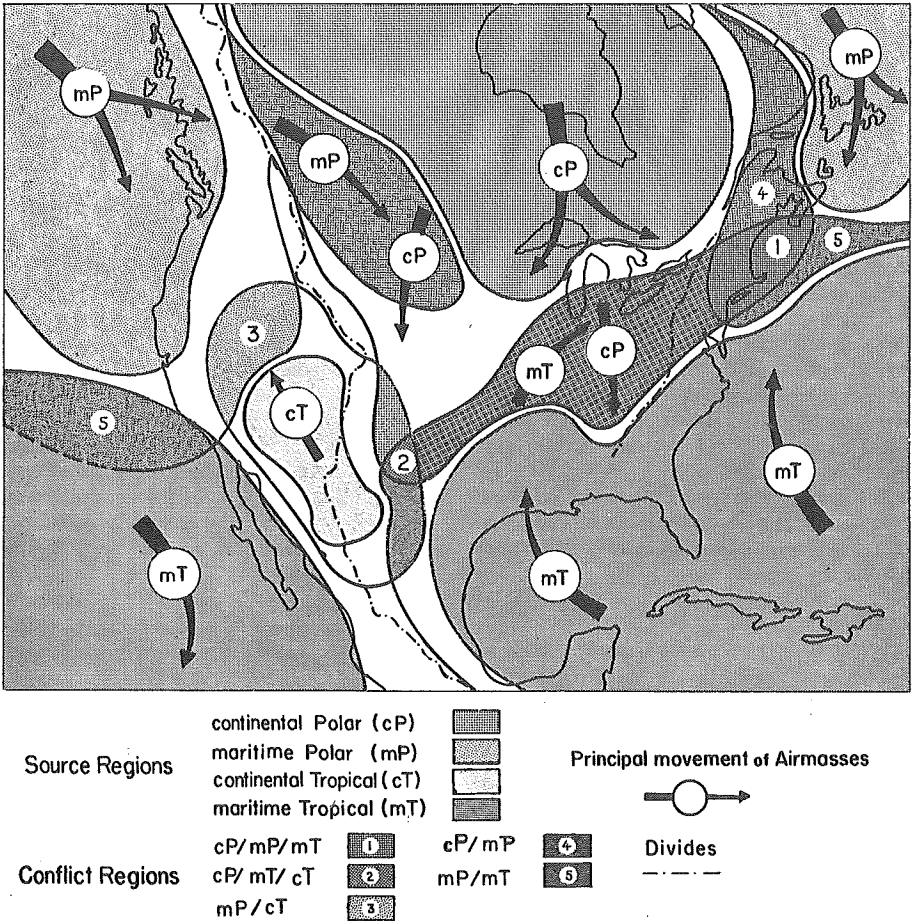 mP
cP
mP
mP
4
cP
1
5
3
mT
cP
cT
5
2
mT
mT
mT
continental Polar (cP)
maritime Polar (mP)
Source Regions
continental Tropical (cT)
maritime Tropical (mT)
Principal movement of Airmasses
cP/mP/mT 1
cP/mP 4
Divides
Conflict Regions
cP/mT/cT 2
mP/mT 5
mP/cT 3